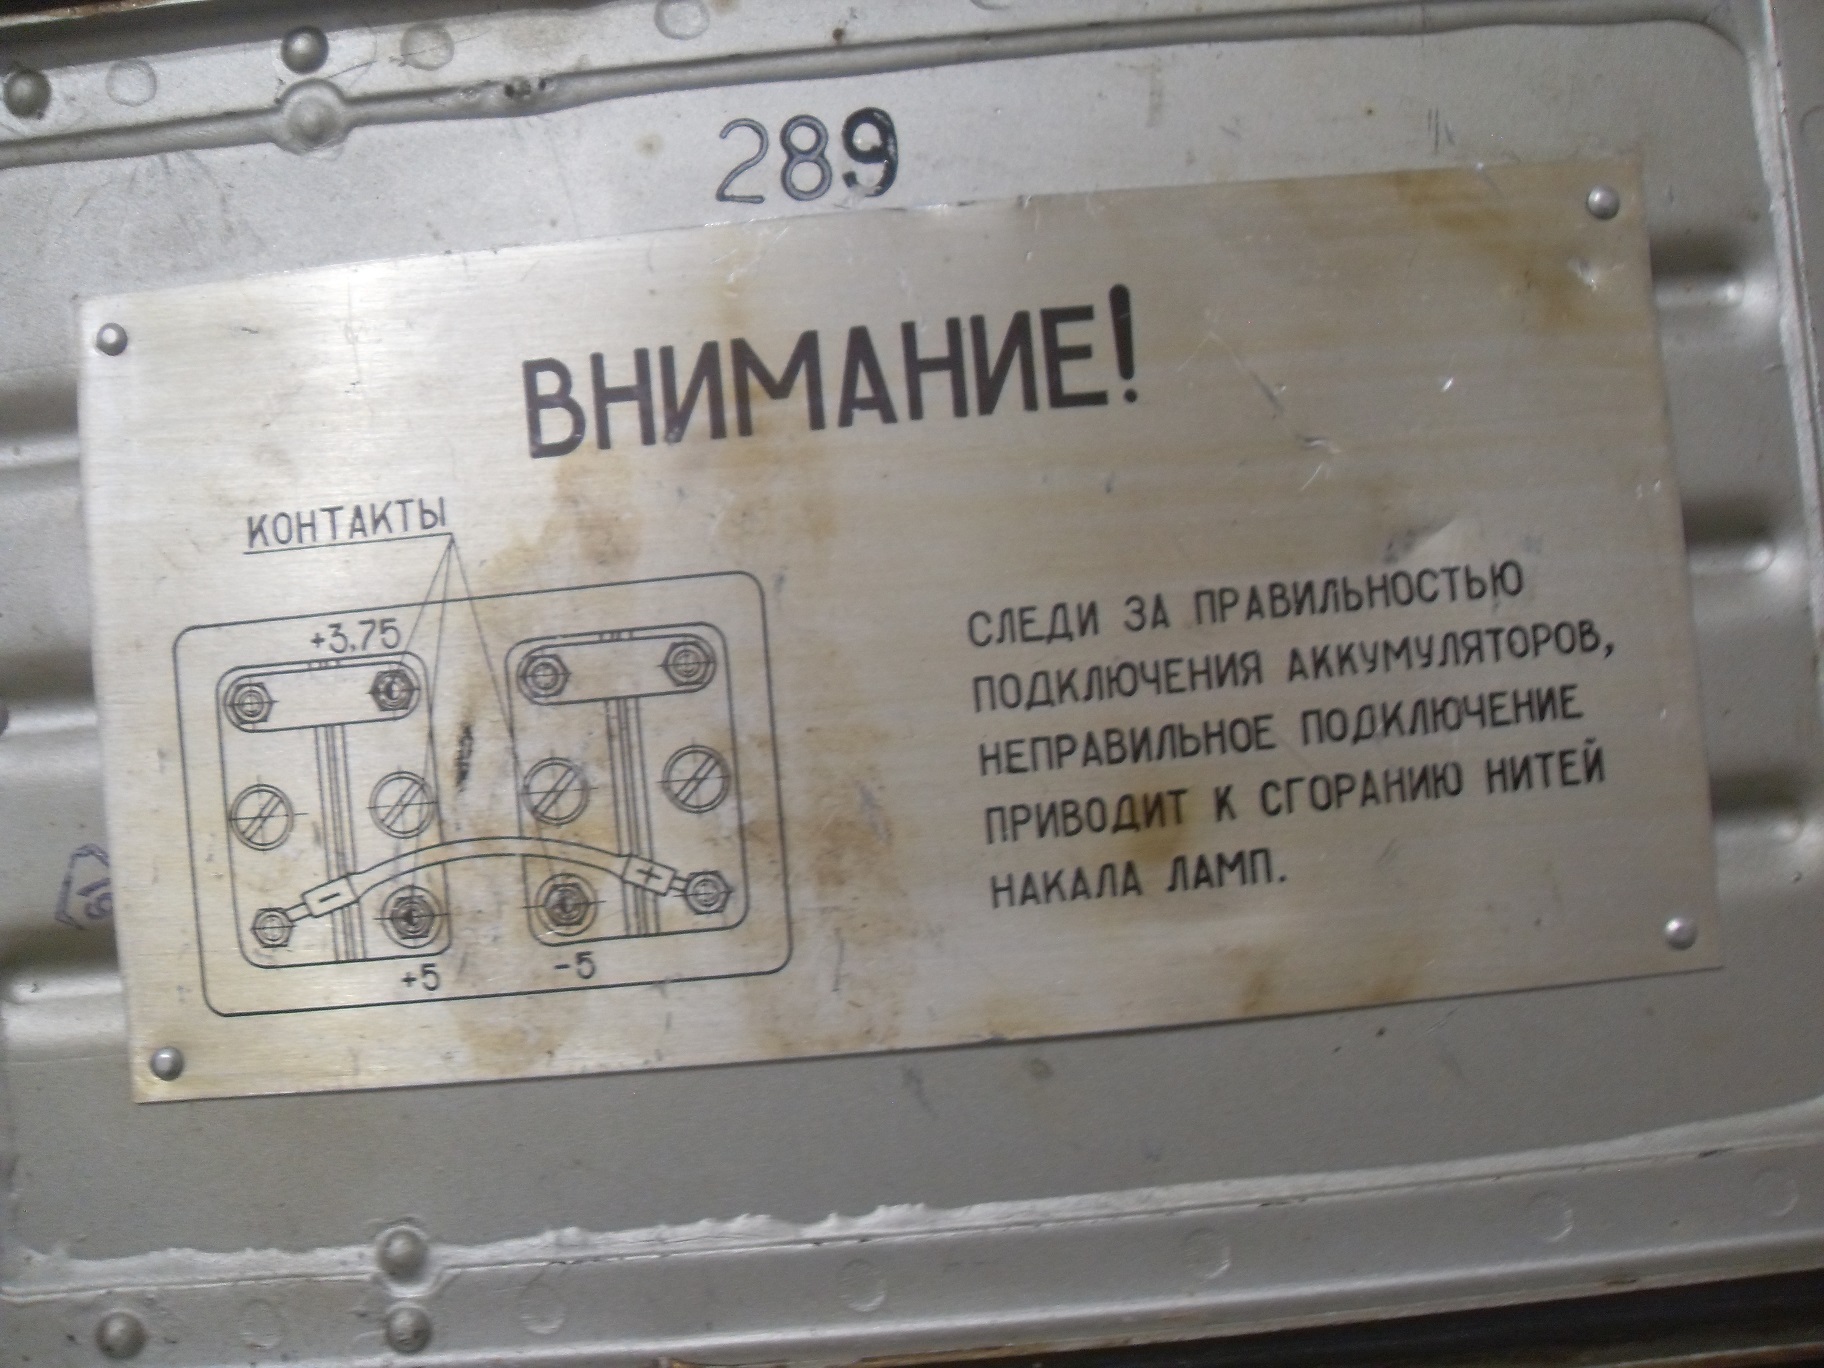 289
ВНИМАНИЕ!
КОНТАКТЫ
+3,75
+5
-5
СЛЕДИ ЗА ПРАВИЛЬНОСТЬЮ
ПОДКЛЮЧЕНИЯ АККУМУЛЯТОРОВ,
НЕПРАВИЛЬНОЕ ПОДКЛЮЧЕНИЕ
ПРИВОДИТ К СГОРАНИЮ НИТЕЙ
НАКАЛА ЛАМП.